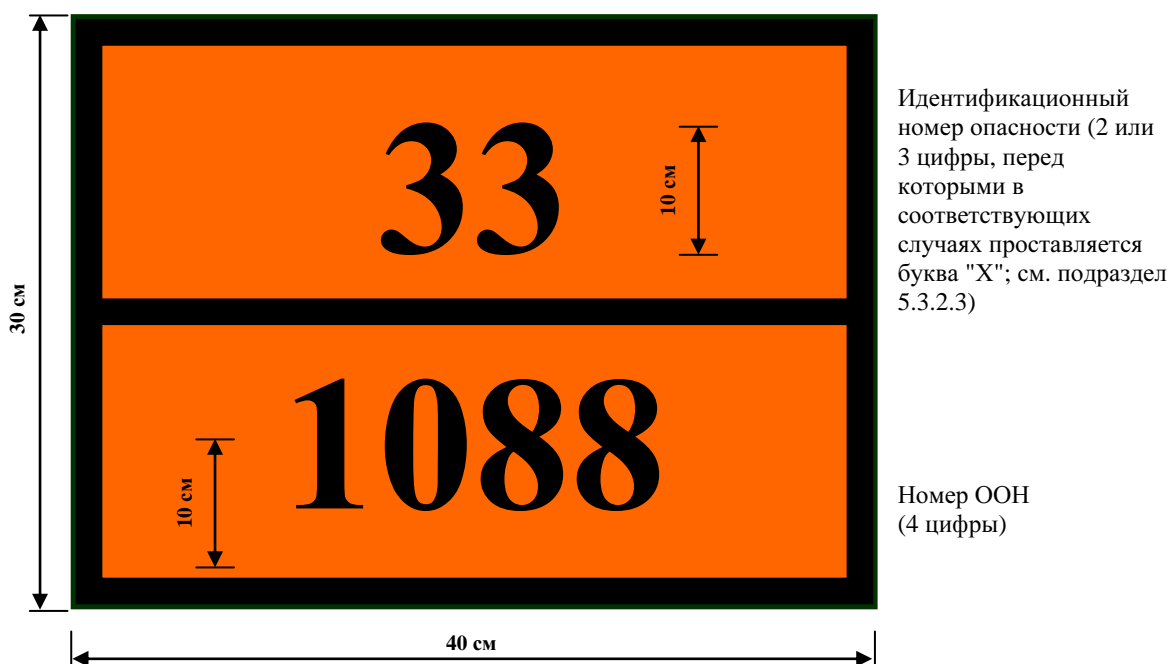 33
10 см
Идентификационный
номер опасности (2 или
3 цифры, перед
которыми в
соответствующих
случаях проставляется
буква "X"; см. подраздел
5.3.2.3)
30 см
1088
10 см
Номер ООН
(4 цифры)
40 см